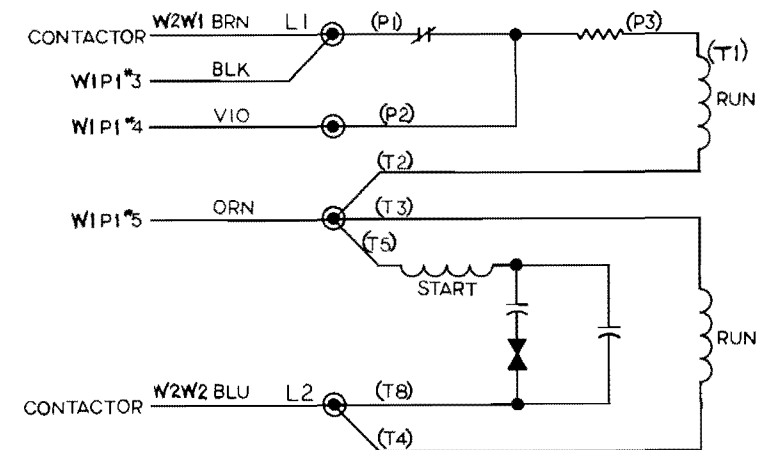 W2W1 BRN L1 (P1) (P3)
CONTACTOR
(T1)
W1P1#3 BLK
RUN
W1P1#4 VIO (P2)
(T2)
W1P1#5 ORN (T3)
(T5)
START
RUN
CONTACTOR W2W2 BLU L2 (T8)
(T4)